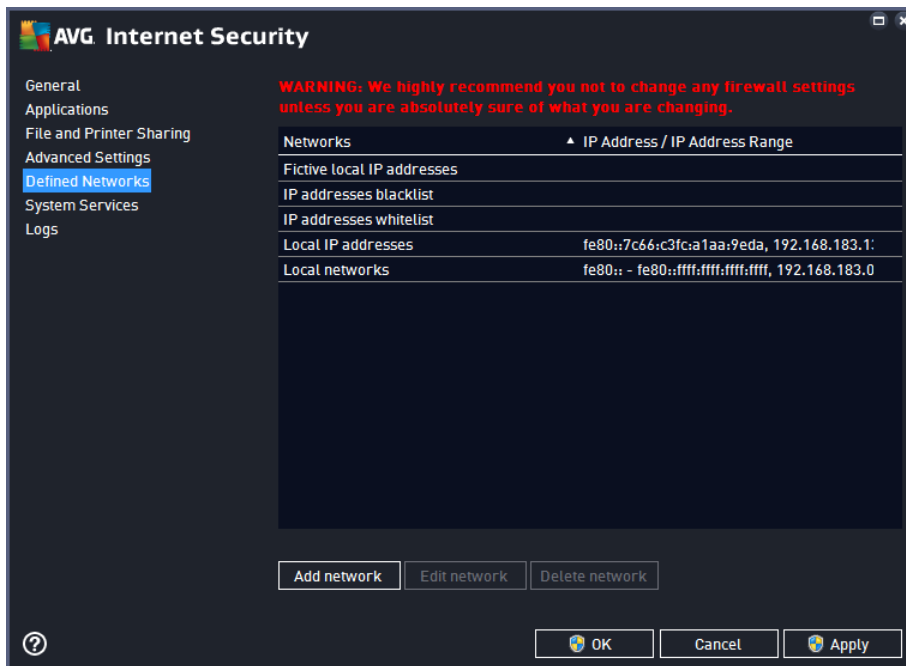 AVG Internet Security
General
Applications
File and Printer Sharing
Advanced Settings
Defined Networks
System Services
Logs
WARNING: We highly recommend you not to change any firewall settings
unless you are absolutely sure of what you are changing.
Networks ▲ IP Address / IP Address Range
Fictive local IP addresses
IP addresses blacklist
IP addresses whitelist
Local IP addresses fe80::7c66:c3fc:a1aa:9eda, 192.168.183.1
Local networks fe80:: - fe80::ffff:ffff:ffff:ffff, 192.168.183.0
Add network Edit network Delete network
? OK Cancel Apply